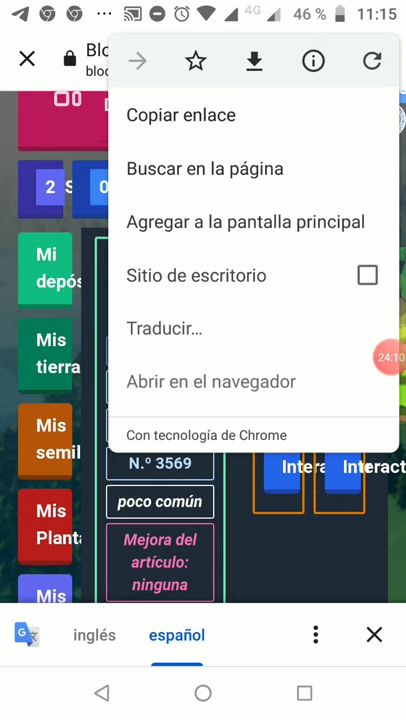 4G 46 % 11:15
Blo
bloc
Copiar enlace
Buscar en la página
Agregar a la pantalla principal
Sitio de escritorio
Traducir...
Abrir en el navegador
Con tecnología de Chrome
2 S
0
Mi
depós
Mis
tierra
24:10
Mis
semil
N.º 3569
Intera
Interact
poco común
Mis
Planta
Mejora del
artículo:
ninguna
Mis
inglés
español